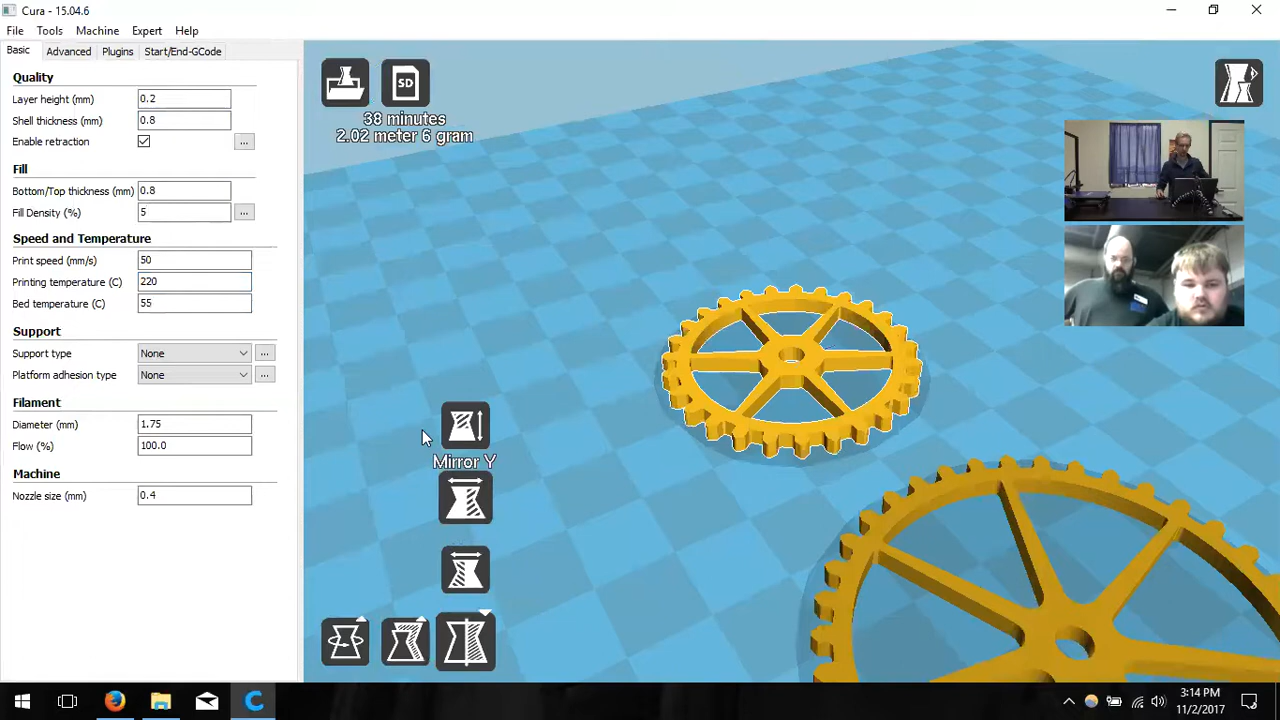 Cura - 15.04.6
File Tools Machine Expert Help
Basic Advanced Plugins Start/End-GCode
Quality
Layer height (mm) 0.2
Shell thickness (mm) 0.8
Enable retraction ...
Fill
Bottom/Top thickness (mm) 0.8
Fill Density (%) 5 ...
Speed and Temperature
Print speed (mm/s) 50
Printing temperature (C) 220
Bed temperature (C) 55
Support
Support type None ...
Platform adhesion type None ...
Filament
Diameter (mm) 1.75
Flow (%) 100.0
Machine
Nozzle size (mm) 0.4
SD
38 minutes
2.02 meter 6 gram
Mirror Y
3:14 PM
11/2/2017